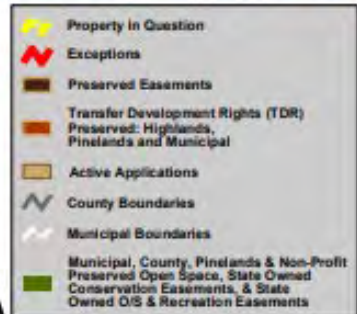 Property In Question
Exceptions
Preserved Easements
Transfer Development Rights (TDR)
Preserved: Highlands,
Pinelands and Municipal
Active Applications
County Boundaries
Municipal Boundaries
Municipal, County, Pinelands & Non-Profit
Preserved Open Space, State Owned
Conservation Easements, & State
Owned O/S & Recreation Easements